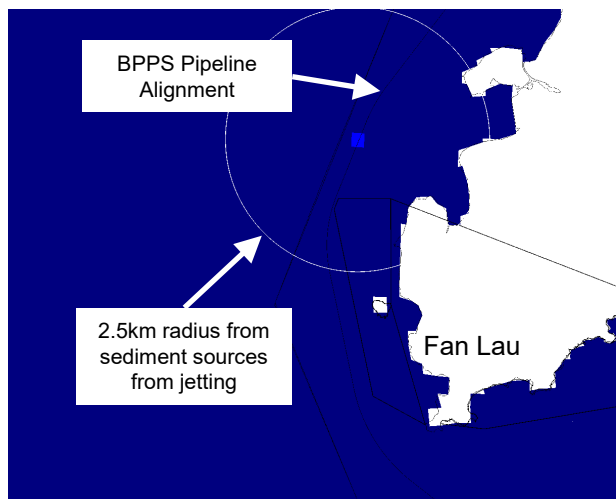 BPPS Pipeline
Alignment
2.5km radius from
sediment sources
from jetting
Fan Lau